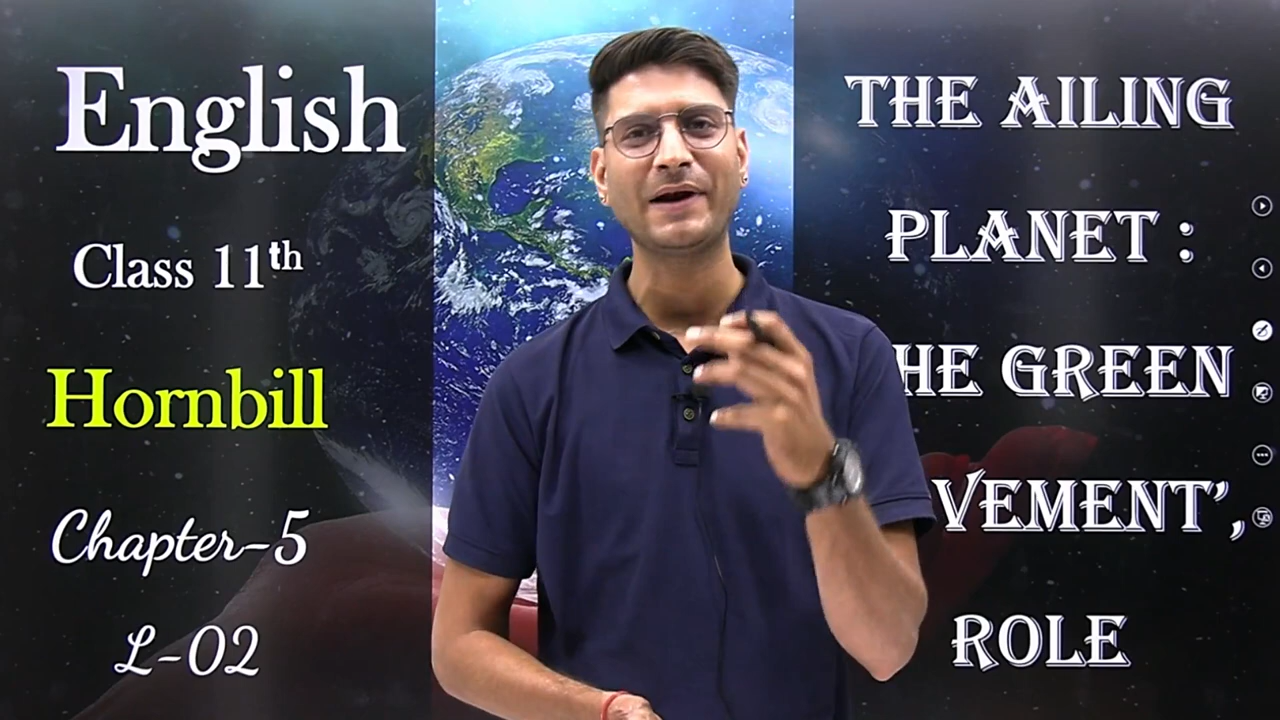 English
Class 11th
Hornbill
Chapter-5
L-02
THE AILING
PLANET :
GREEN
ROLE